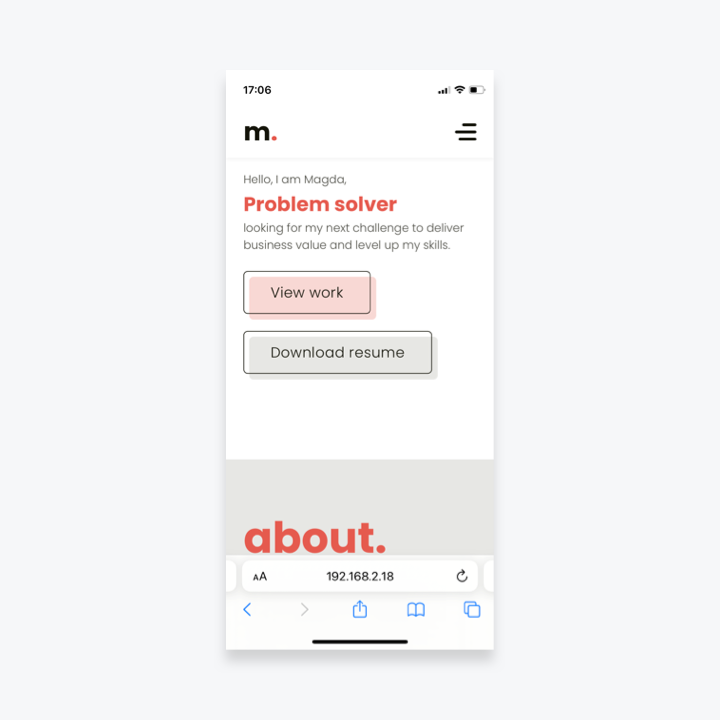 17:06
m.
Hello, I am Magda,
Problem solver
looking for my next challenge to deliver
business value and level up my skills.
View work
Download resume
about.
AA
192.168.2.18